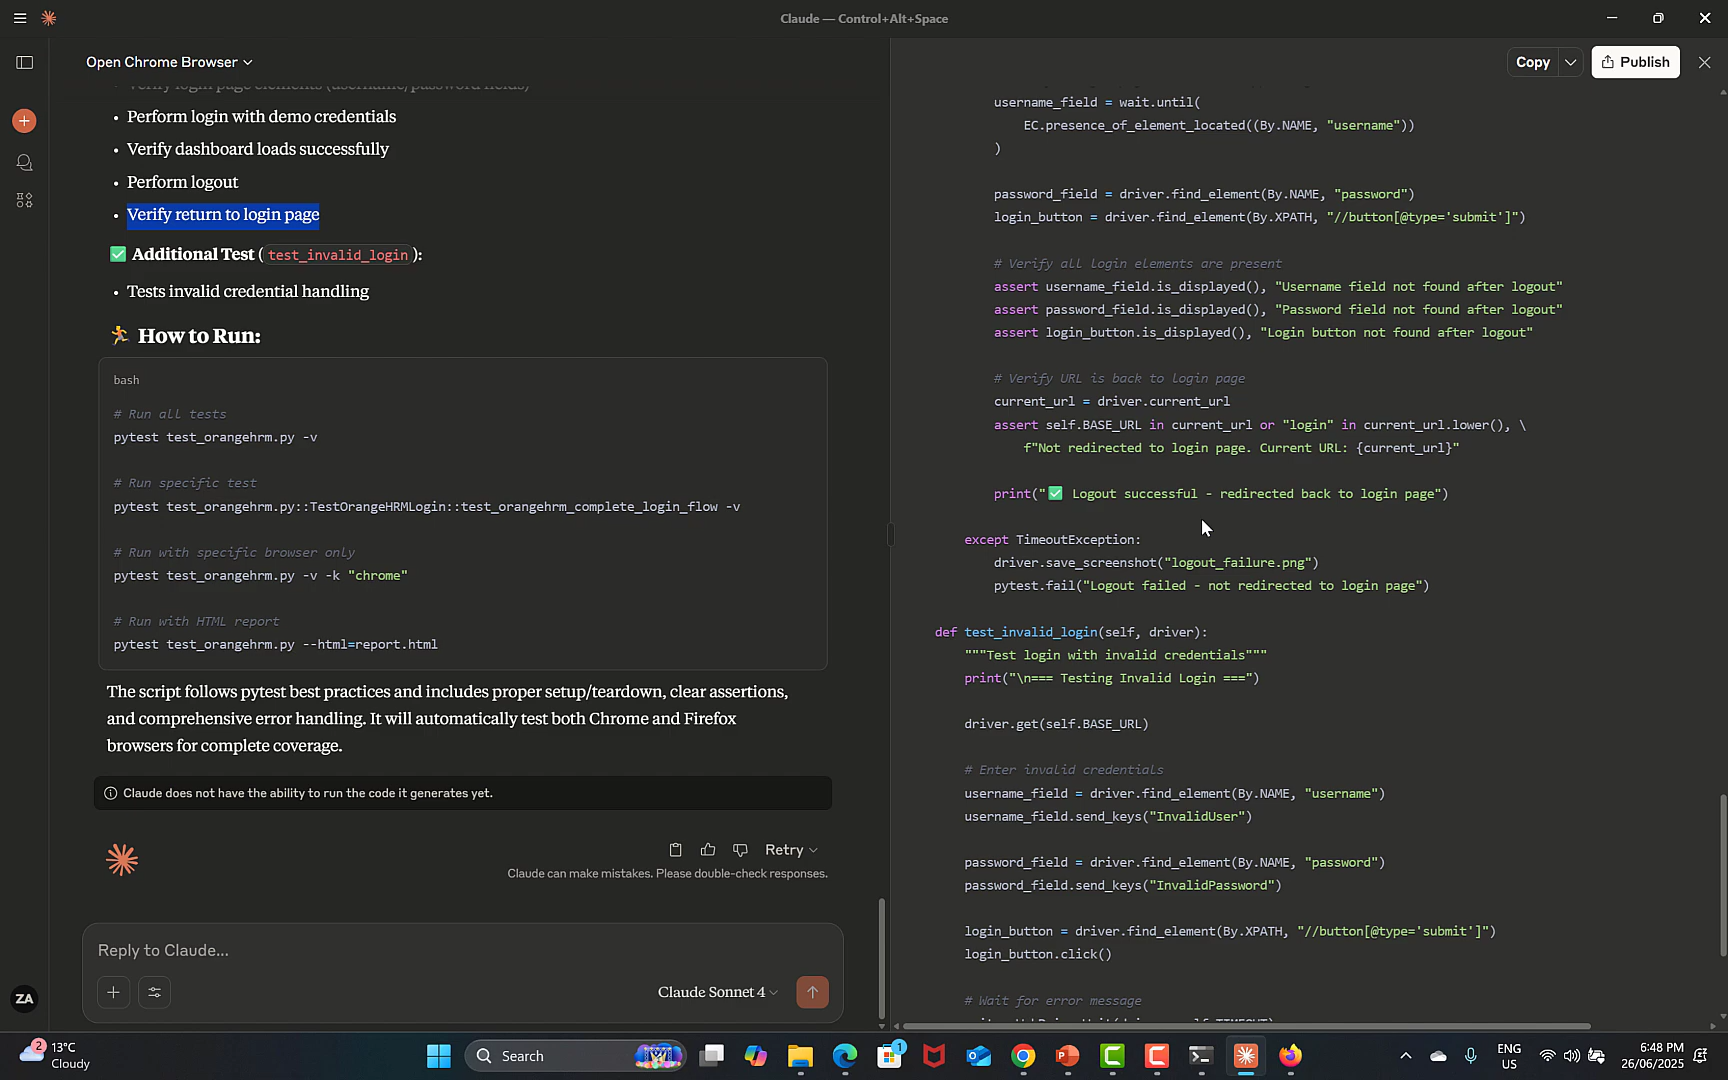 Claude — Control+Alt+Space
Open Chrome Browser
Copy
Publish
Verify login page elements (username/password fields)
Perform login with demo credentials
Verify dashboard loads successfully
Perform logout
Verify return to login page
✅ Additional Test (test_invalid_login):
Tests invalid credential handling
🏃 How to Run:
bash
# Run all tests
pytest test_orangehrm.py -v
# Run specific test
pytest test_orangehrm.py::TestOrangeHRMLogin::test_orangehrm_complete_login_flow -v
# Run with specific browser only
pytest test_orangehrm.py -v -k "chrome"
# Run with HTML report
pytest test_orangehrm.py --html=report.html
The script follows pytest best practices and includes proper setup/teardown, clear assertions,
and comprehensive error handling. It will automatically test both Chrome and Firefox
browsers for complete coverage.
Claude does not have the ability to run the code it generates yet.
Retry
Claude can make mistakes. Please double-check responses.
Reply to Claude...
Claude Sonnet 4
ZA
username_field = wait.until(
EC.presence_of_element_located((By.NAME, "username"))
)
password_field = driver.find_element(By.NAME, "password")
login_button = driver.find_element(By.XPATH, "//button[@type='submit']")
# Verify all login elements are present
assert username_field.is_displayed(), "Username field not found after logout"
assert password_field.is_displayed(), "Password field not found after logout"
assert login_button.is_displayed(), "Login button not found after logout"
# Verify URL is back to login page
current_url = driver.current_url
assert self.BASE_URL in current_url or "login" in current_url.lower(), \
f"Not redirected to login page. Current URL: {current_url}"
print("✅ Logout successful - redirected back to login page")
except TimeoutException:
driver.save_screenshot("logout_failure.png")
pytest.fail("Logout failed - not redirected to login page")
def test_invalid_login(self, driver):
"""Test login with invalid credentials"""
print("\n=== Testing Invalid Login ===")
driver.get(self.BASE_URL)
# Enter invalid credentials
username_field = driver.find_element(By.NAME, "username")
username_field.send_keys("InvalidUser")
password_field = driver.find_element(By.NAME, "password")
password_field.send_keys("InvalidPassword")
login_button = driver.find_element(By.XPATH, "//button[@type='submit']")
login_button.click()
# Wait for error message
2
13°C
Cloudy
Search
1
ENG
US
6:48 PM
26/06/2025